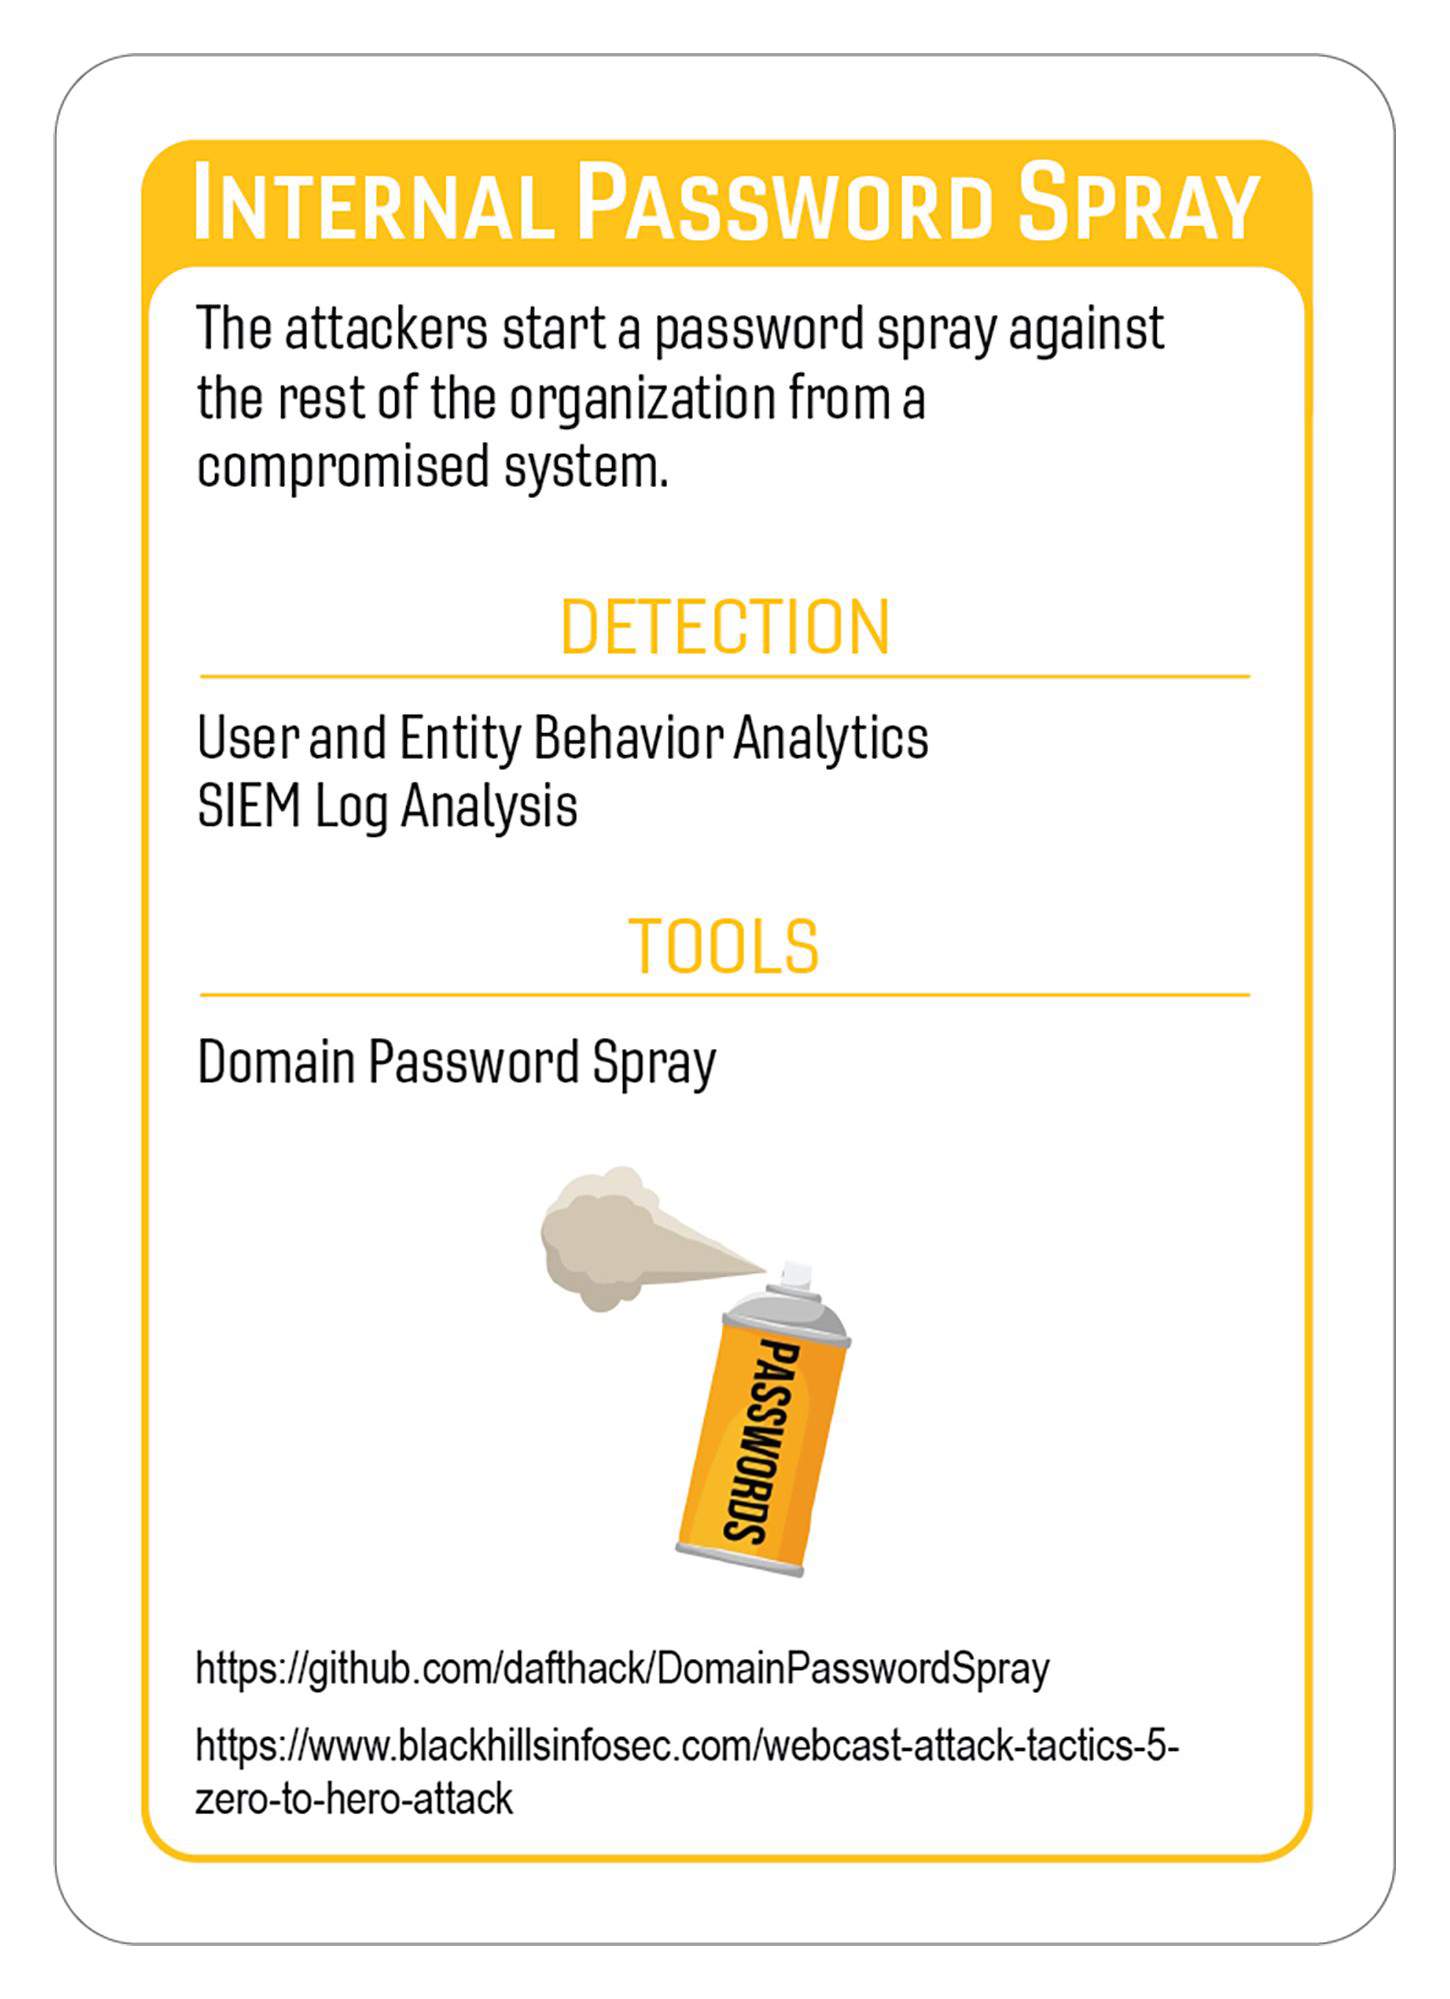 INTERNAL PASSWORD SPRAY
The attackers start a password spray against
the rest of the organization from a
compromised system.
DETECTION
User and Entity Behavior Analytics
SIEM Log Analysis
TOOLS
Domain Password Spray
PASSWORDS
https://github.com/dafthack/DomainPasswordSpray
https://www.blackhillsinfosec.com/webcast-attack-tactics-5-
zero-to-hero-attack